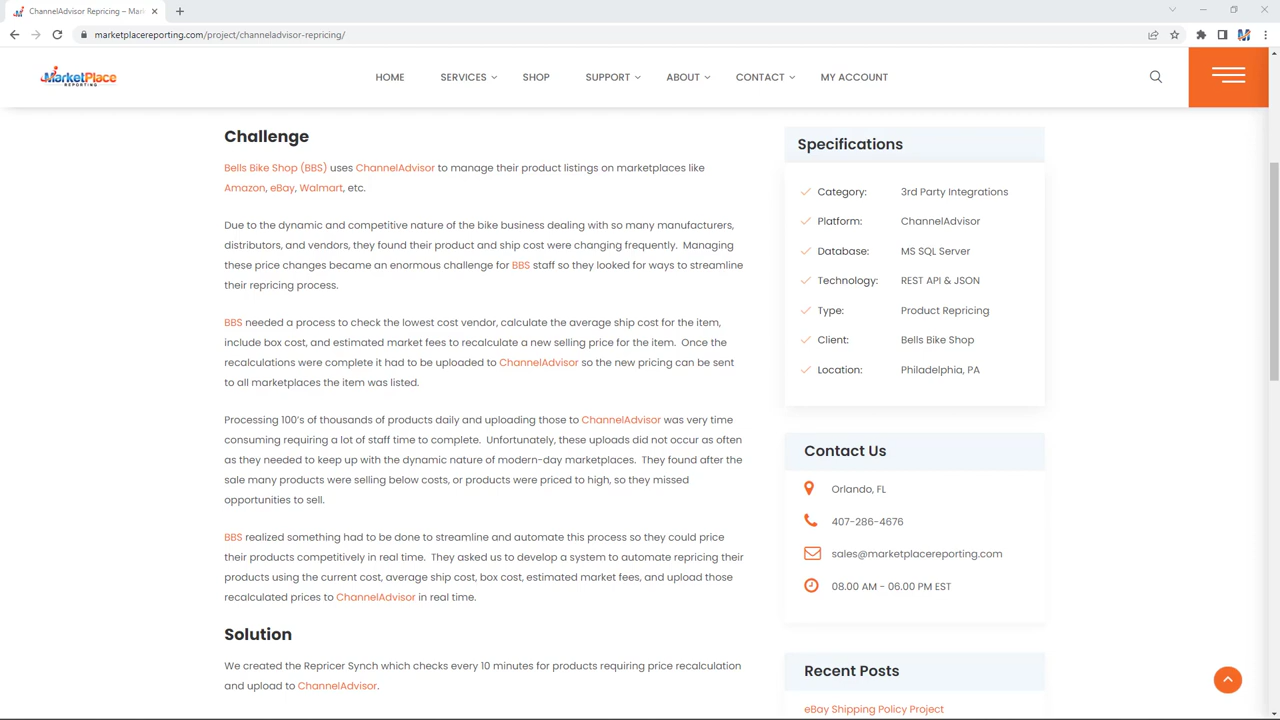 ChannelAdvisor Repricing – Mar
marketplacereporting.com/project/channeladvisor-repricing/
MarketPlace
REPORTING
HOME
SERVICES
SHOP
SUPPORT
ABOUT
CONTACT
MY ACCOUNT
Challenge
Bells Bike Shop (BBS) uses ChannelAdvisor to manage their product listings on marketplaces like
Amazon, eBay, Walmart, etc.
Due to the dynamic and competitive nature of the bike business dealing with so many manufacturers,
distributors, and vendors, they found their product and ship cost were changing frequently.  Managing
these price changes became an enormous challenge for BBS staff so they looked for ways to streamline
their repricing process.
BBS needed a process to check the lowest cost vendor, calculate the average ship cost for the item,
include box cost, and estimated market fees to recalculate a new selling price for the item.  Once the
recalculations were complete it had to be uploaded to ChannelAdvisor so the new pricing can be sent
to all marketplaces the item was listed.
Processing 100's of thousands of products daily and uploading those to ChannelAdvisor was very time
consuming requiring a lot of staff time to complete.  Unfortunately, these uploads did not occur as often
as they needed to keep up with the dynamic nature of modern-day marketplaces.  They found after the
sale many products were selling below costs, or products were priced to high, so they missed
opportunities to sell.
BBS realized something had to be done to streamline and automate this process so they could price
their products competitively in real time.  They asked us to develop a system to automate repricing their
products using the current cost, average ship cost, box cost, estimated market fees, and upload those
recalculated prices to ChannelAdvisor in real time.
Solution
We created the Repricer Synch which checks every 10 minutes for products requiring price recalculation
and upload to ChannelAdvisor.
Specifications
Category: 3rd Party Integrations
Platform: ChannelAdvisor
Database: MS SQL Server
Technology: REST API & JSON
Type: Product Repricing
Client: Bells Bike Shop
Location: Philadelphia, PA
Contact Us
Orlando, FL
407-286-4676
sales@marketplacereporting.com
08.00 AM - 06.00 PM EST
Recent Posts
eBay Shipping Policy Project